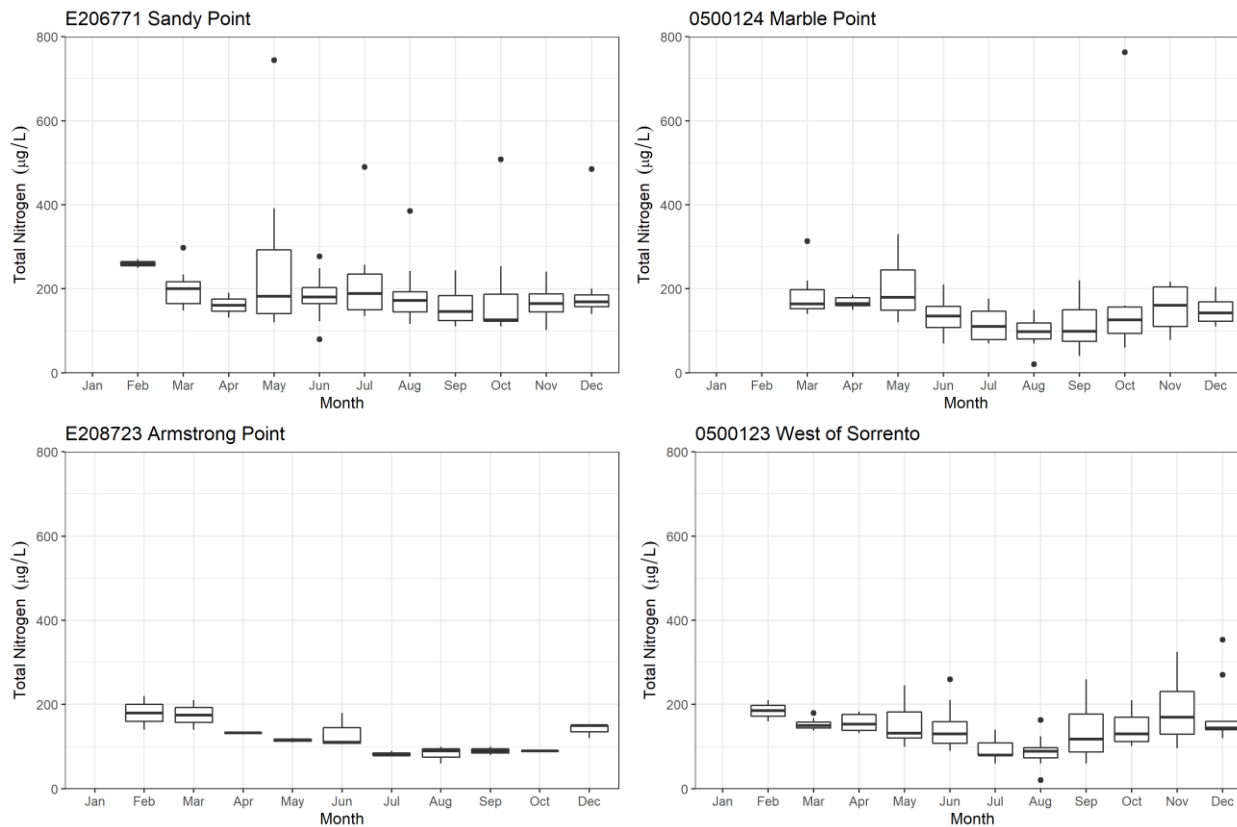 E206771 Sandy Point
800
600
400
200
0
Total Nitrogen (µg/L)
Jan Feb Mar Apr May Jun Jul Aug Sep Oct Nov Dec
Month
0500124 Marble Point
800
600
400
200
0
Total Nitrogen (µg/L)
Jan Feb Mar Apr May Jun Jul Aug Sep Oct Nov Dec
Month
E208723 Armstrong Point
800
600
400
200
0
Total Nitrogen (µg/L)
Jan Feb Mar Apr May Jun Jul Aug Sep Oct Dec
Month
0500123 West of Sorrento
800
600
400
200
0
Total Nitrogen (µg/L)
Jan Feb Mar Apr May Jun Jul Aug Sep Oct Nov Dec
Month